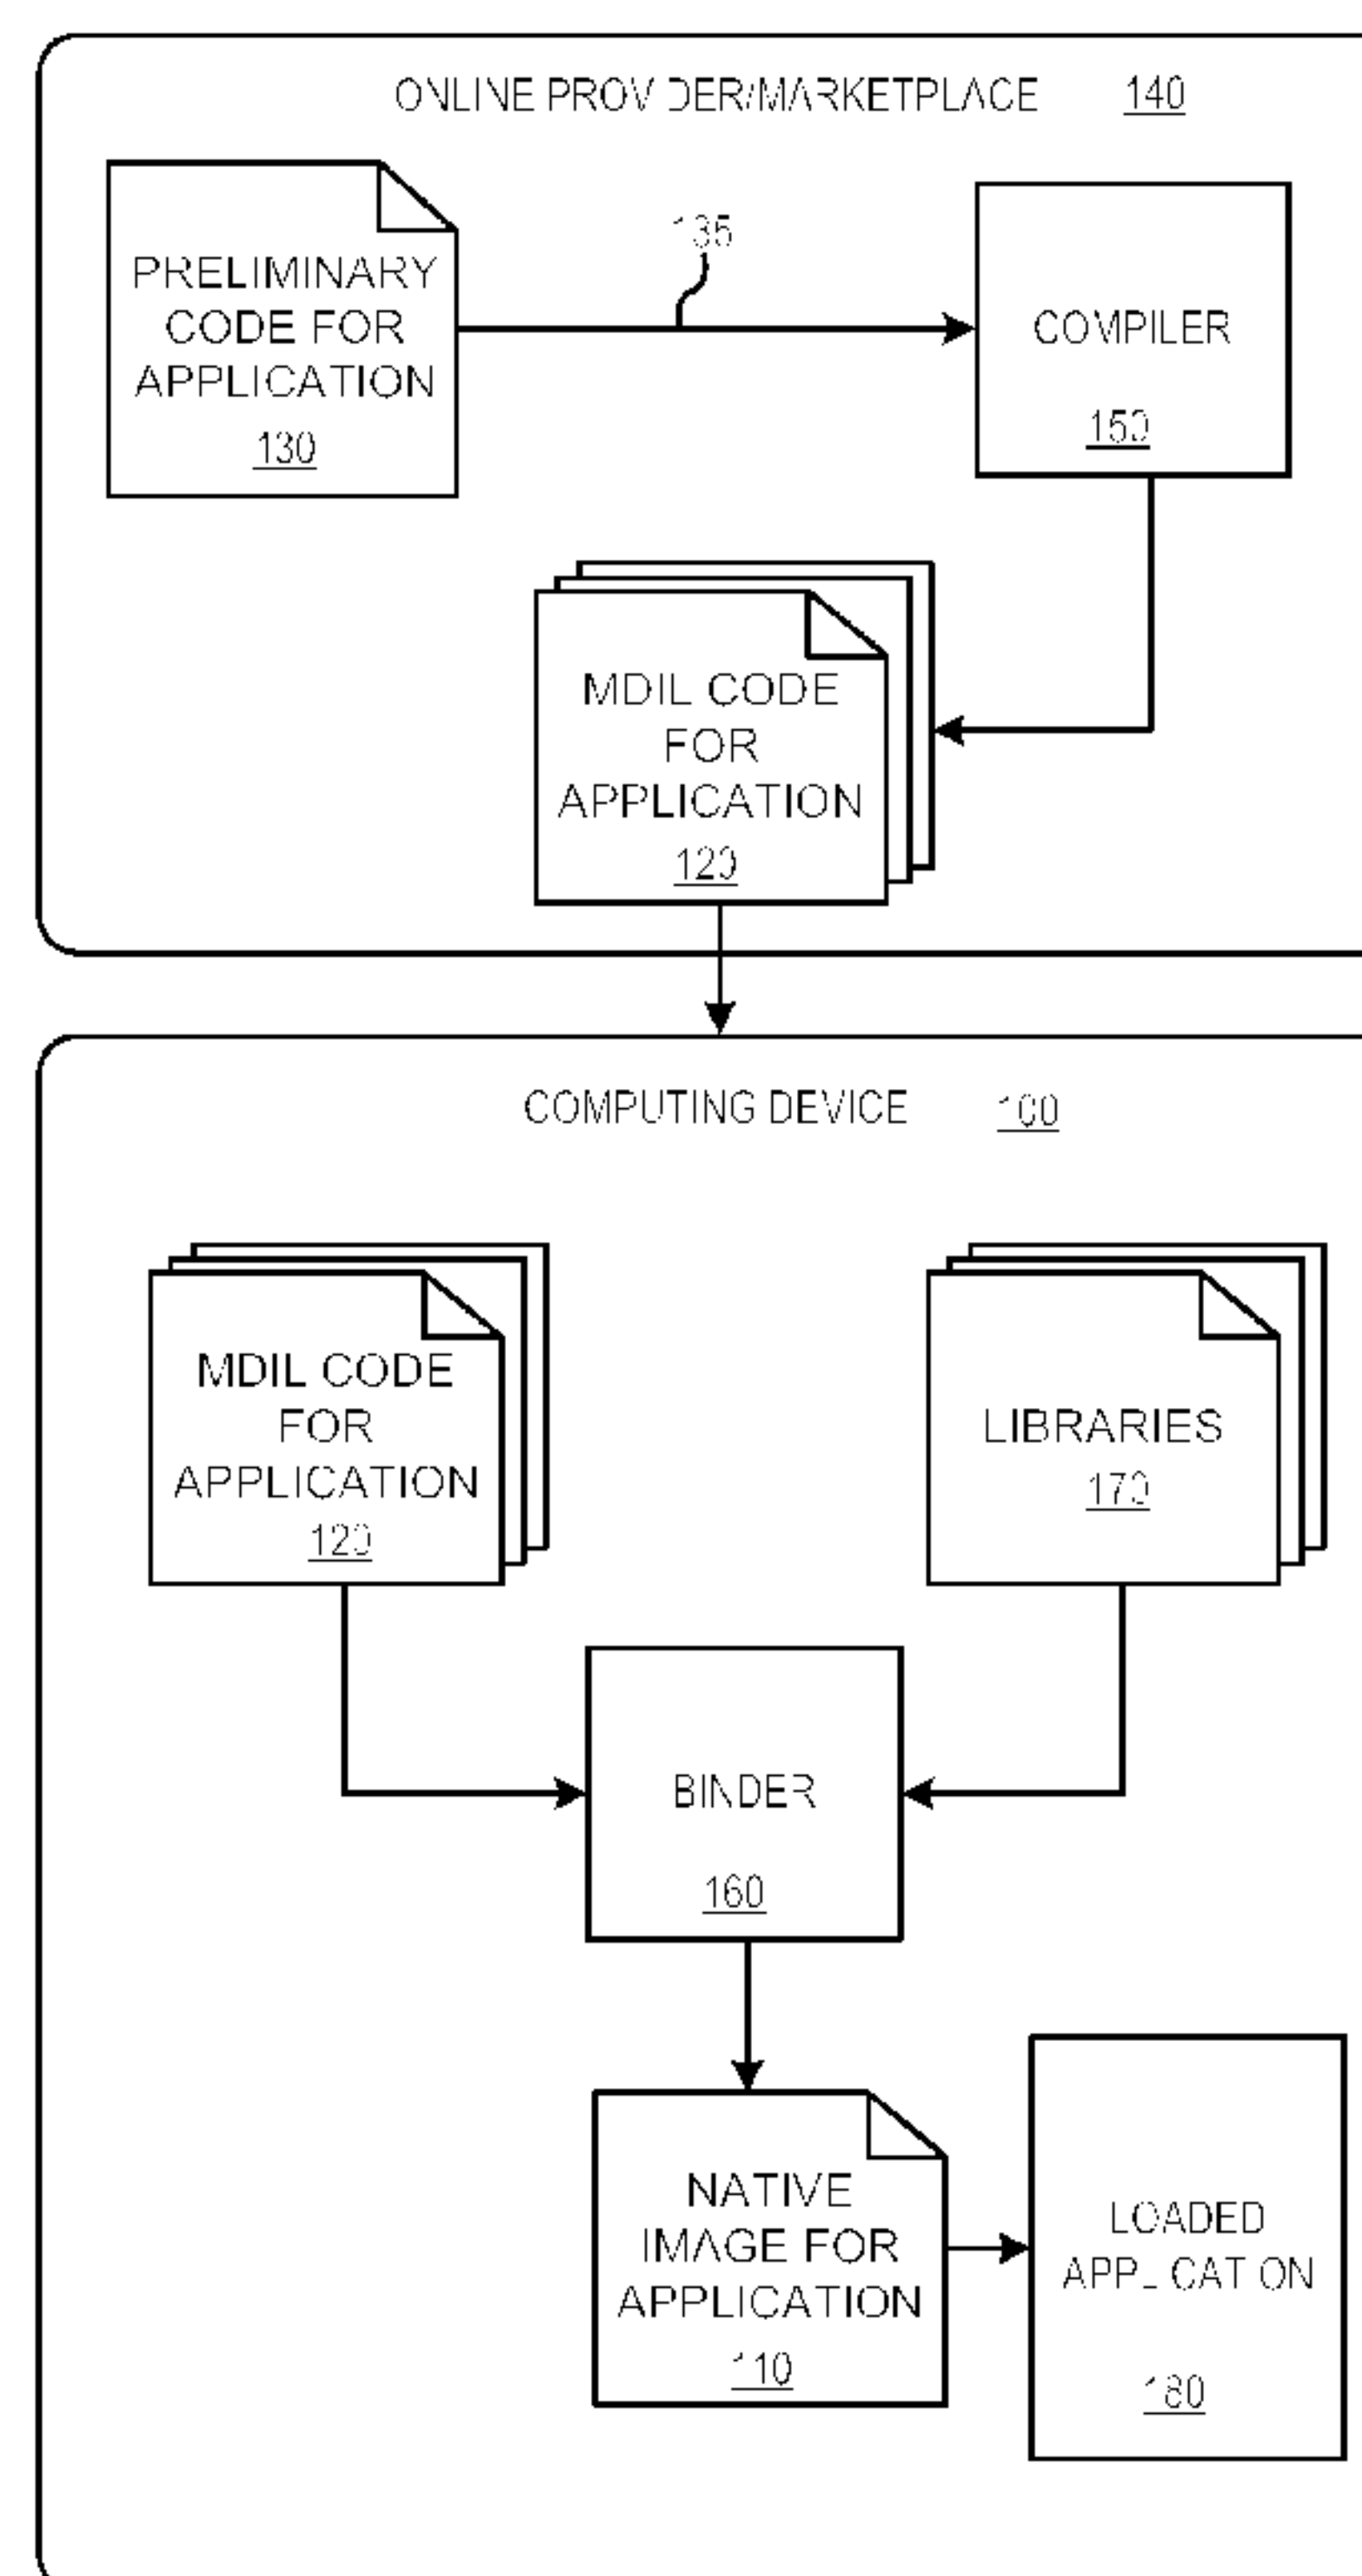 ONLINE PROVIDER/MARKETPLACE 140
PRELIMINARY
CODE FOR
APPLICATION
130
135
COMPILER
150
MDIL CODE
FOR
APPLICATION
120
COMPUTING DEVICE 100
MDIL CODE
FOR
APPLICATION
120
LIBRARIES
170
BINDER
160
NATIVE
IMAGE FOR
APPLICATION
110
LOADED
APPLICATION
180